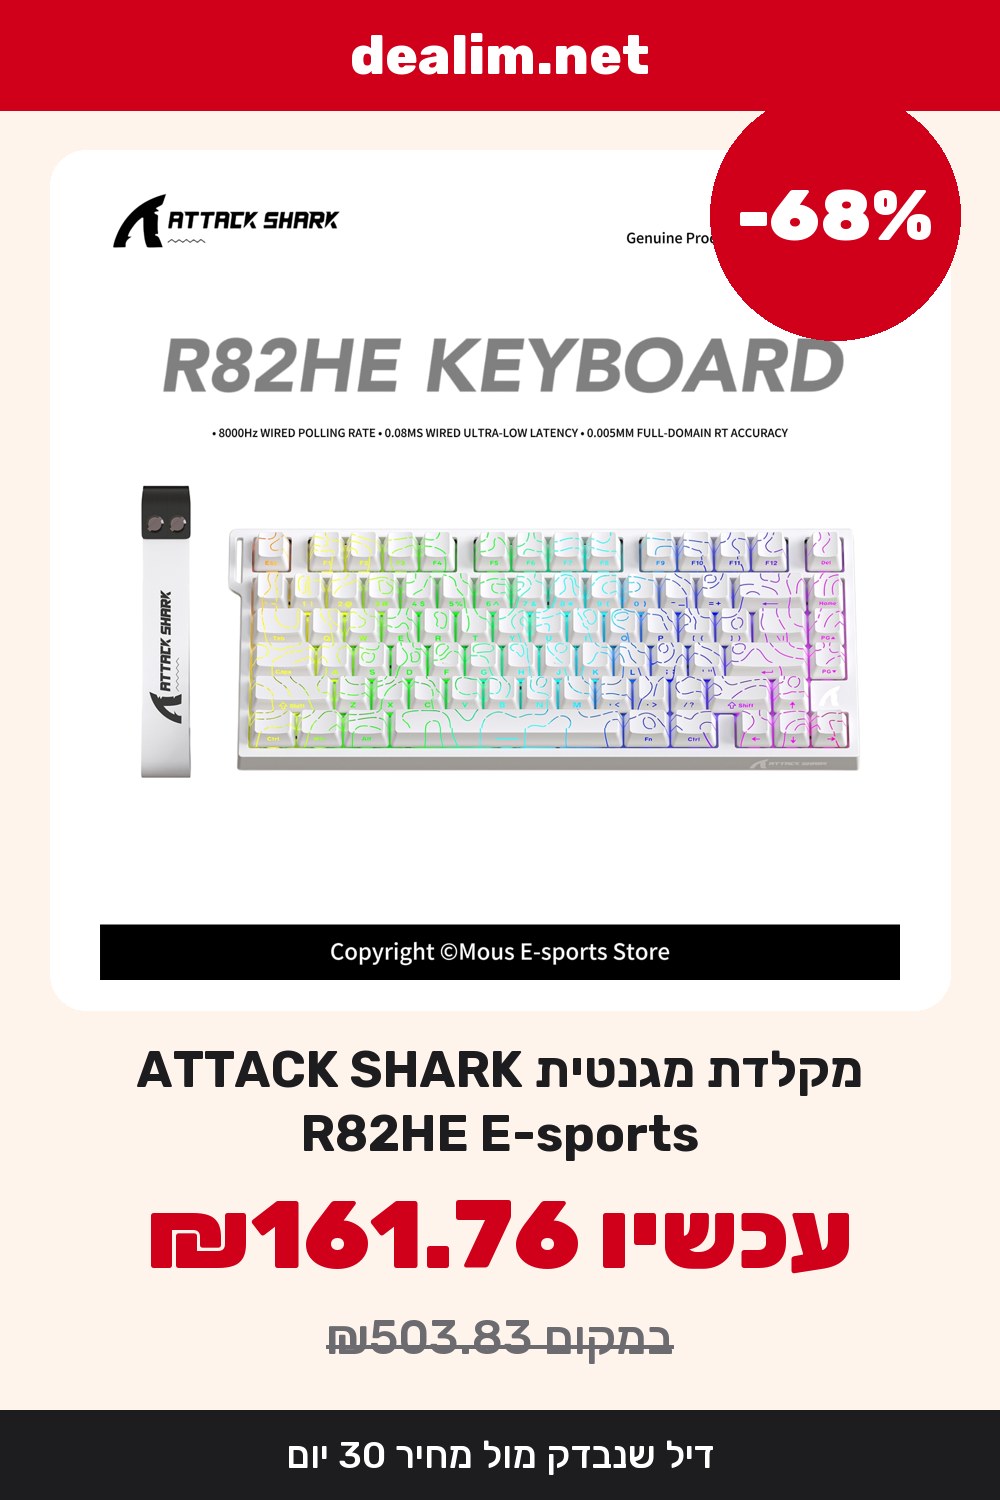 dealim.net
-68%
ATTACK SHARK
Genuine
R82HE KEYBOARD
• 8000Hz WIRED POLLING RATE • 0.08MS WIRED ULTRA-LOW LATENCY • 0.005MM FULL-DOMAIN RT ACCURACY
ATTACK SHARK
Copyright ©Mous E-sports Store
מקלדת מגנטית ATTACK SHARK
R82HE E-sports
עכשיו 161.76₪
במקום 503.83₪
דיל שנבדק מול מחיר 30 יום